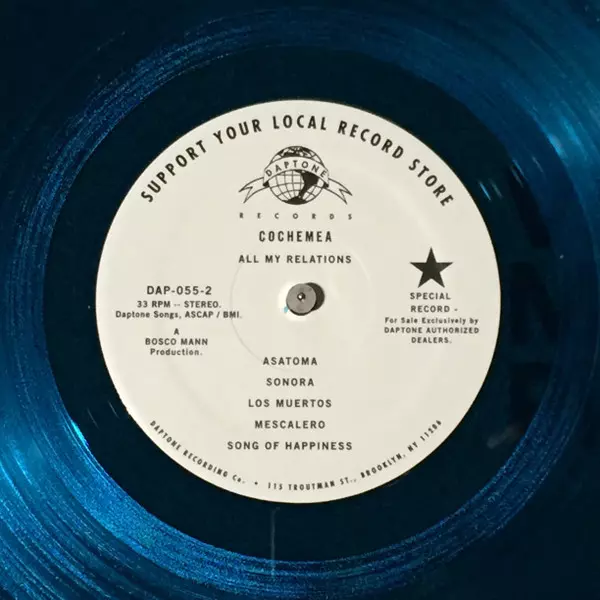 SUPPORT YOUR LOCAL RECORD STORE
DAPTONE
RECORDS
COCHEMEA
ALL MY RELATIONS
DAP-055-2
33 RPM -- STEREO.
Daptone Songs, ASCAP / BMI.
A
BOSCO MANN
Production.
SPECIAL
RECORD -
For Sale Exclusively by
DAPTONE AUTHORIZED
DEALERS.
ASATOMA
SONORA
LOS MUERTOS
MESCALERO
SONG OF HAPPINESS
DAPTONE RECORDING Co. • 115 TROUTMAN ST., BROOKLYN, NY 11206